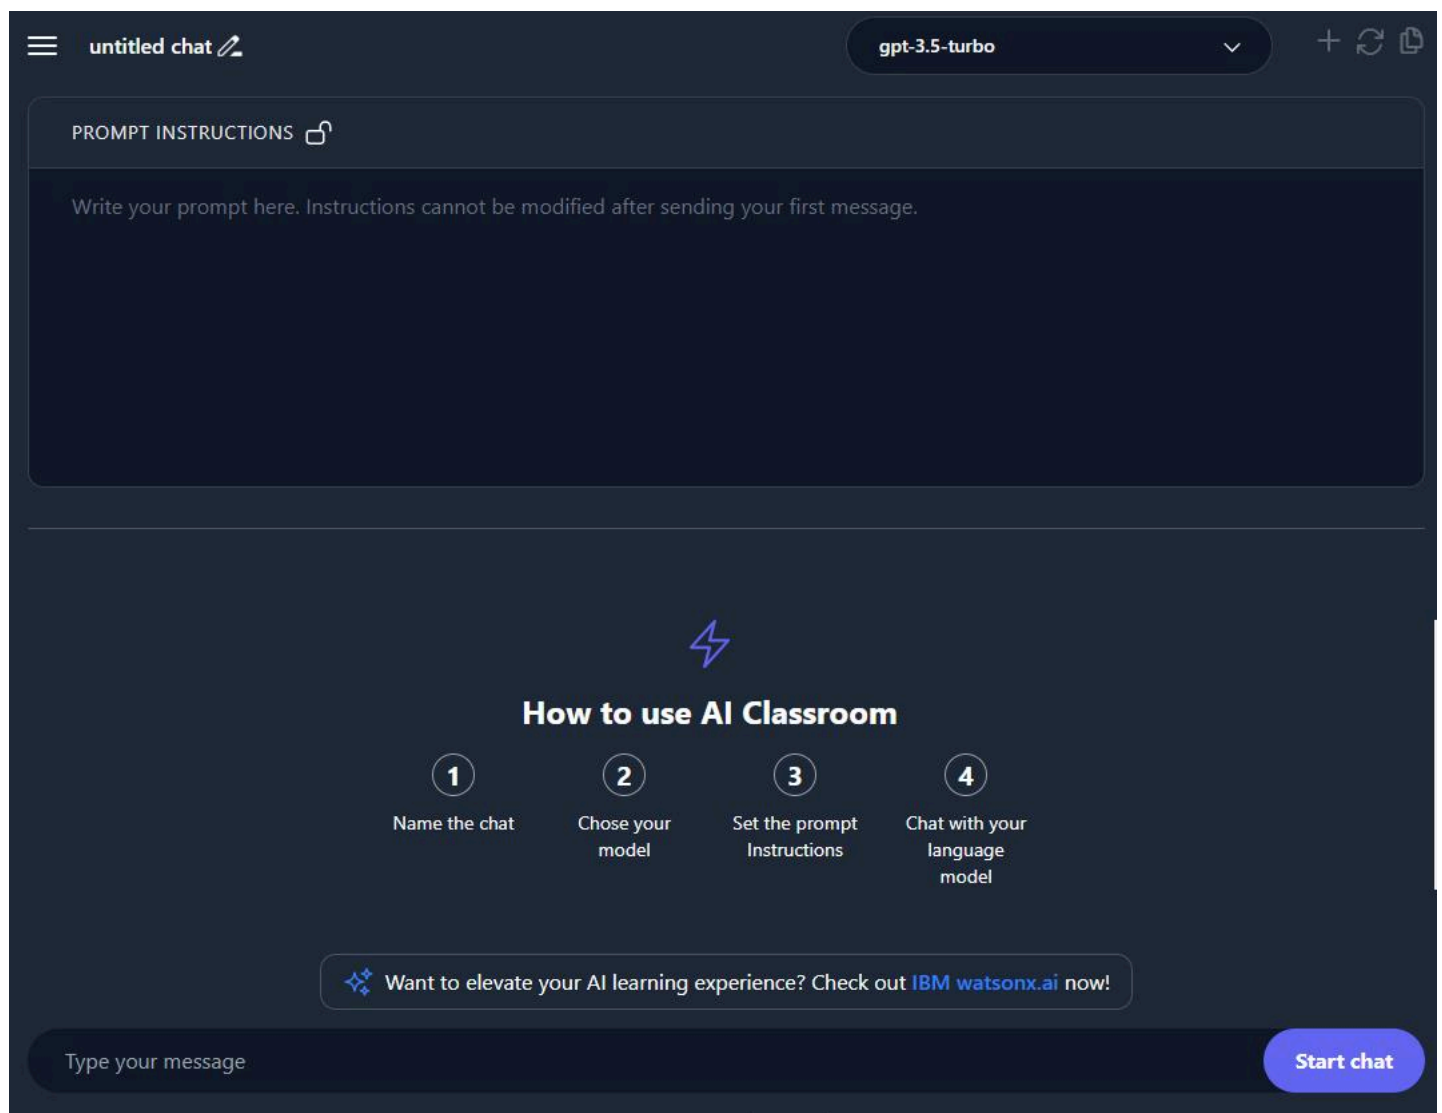 untitled chat
gpt-3.5-turbo
PROMPT INSTRUCTIONS
Write your prompt here. Instructions cannot be modified after sending your first message.
How to use AI Classroom
1
Name the chat
2
Chose your
model
3
Set the prompt
Instructions
4
Chat with your
language
model
Want to elevate your AI learning experience? Check out IBM watsonx.ai now!
Type your message
Start chat